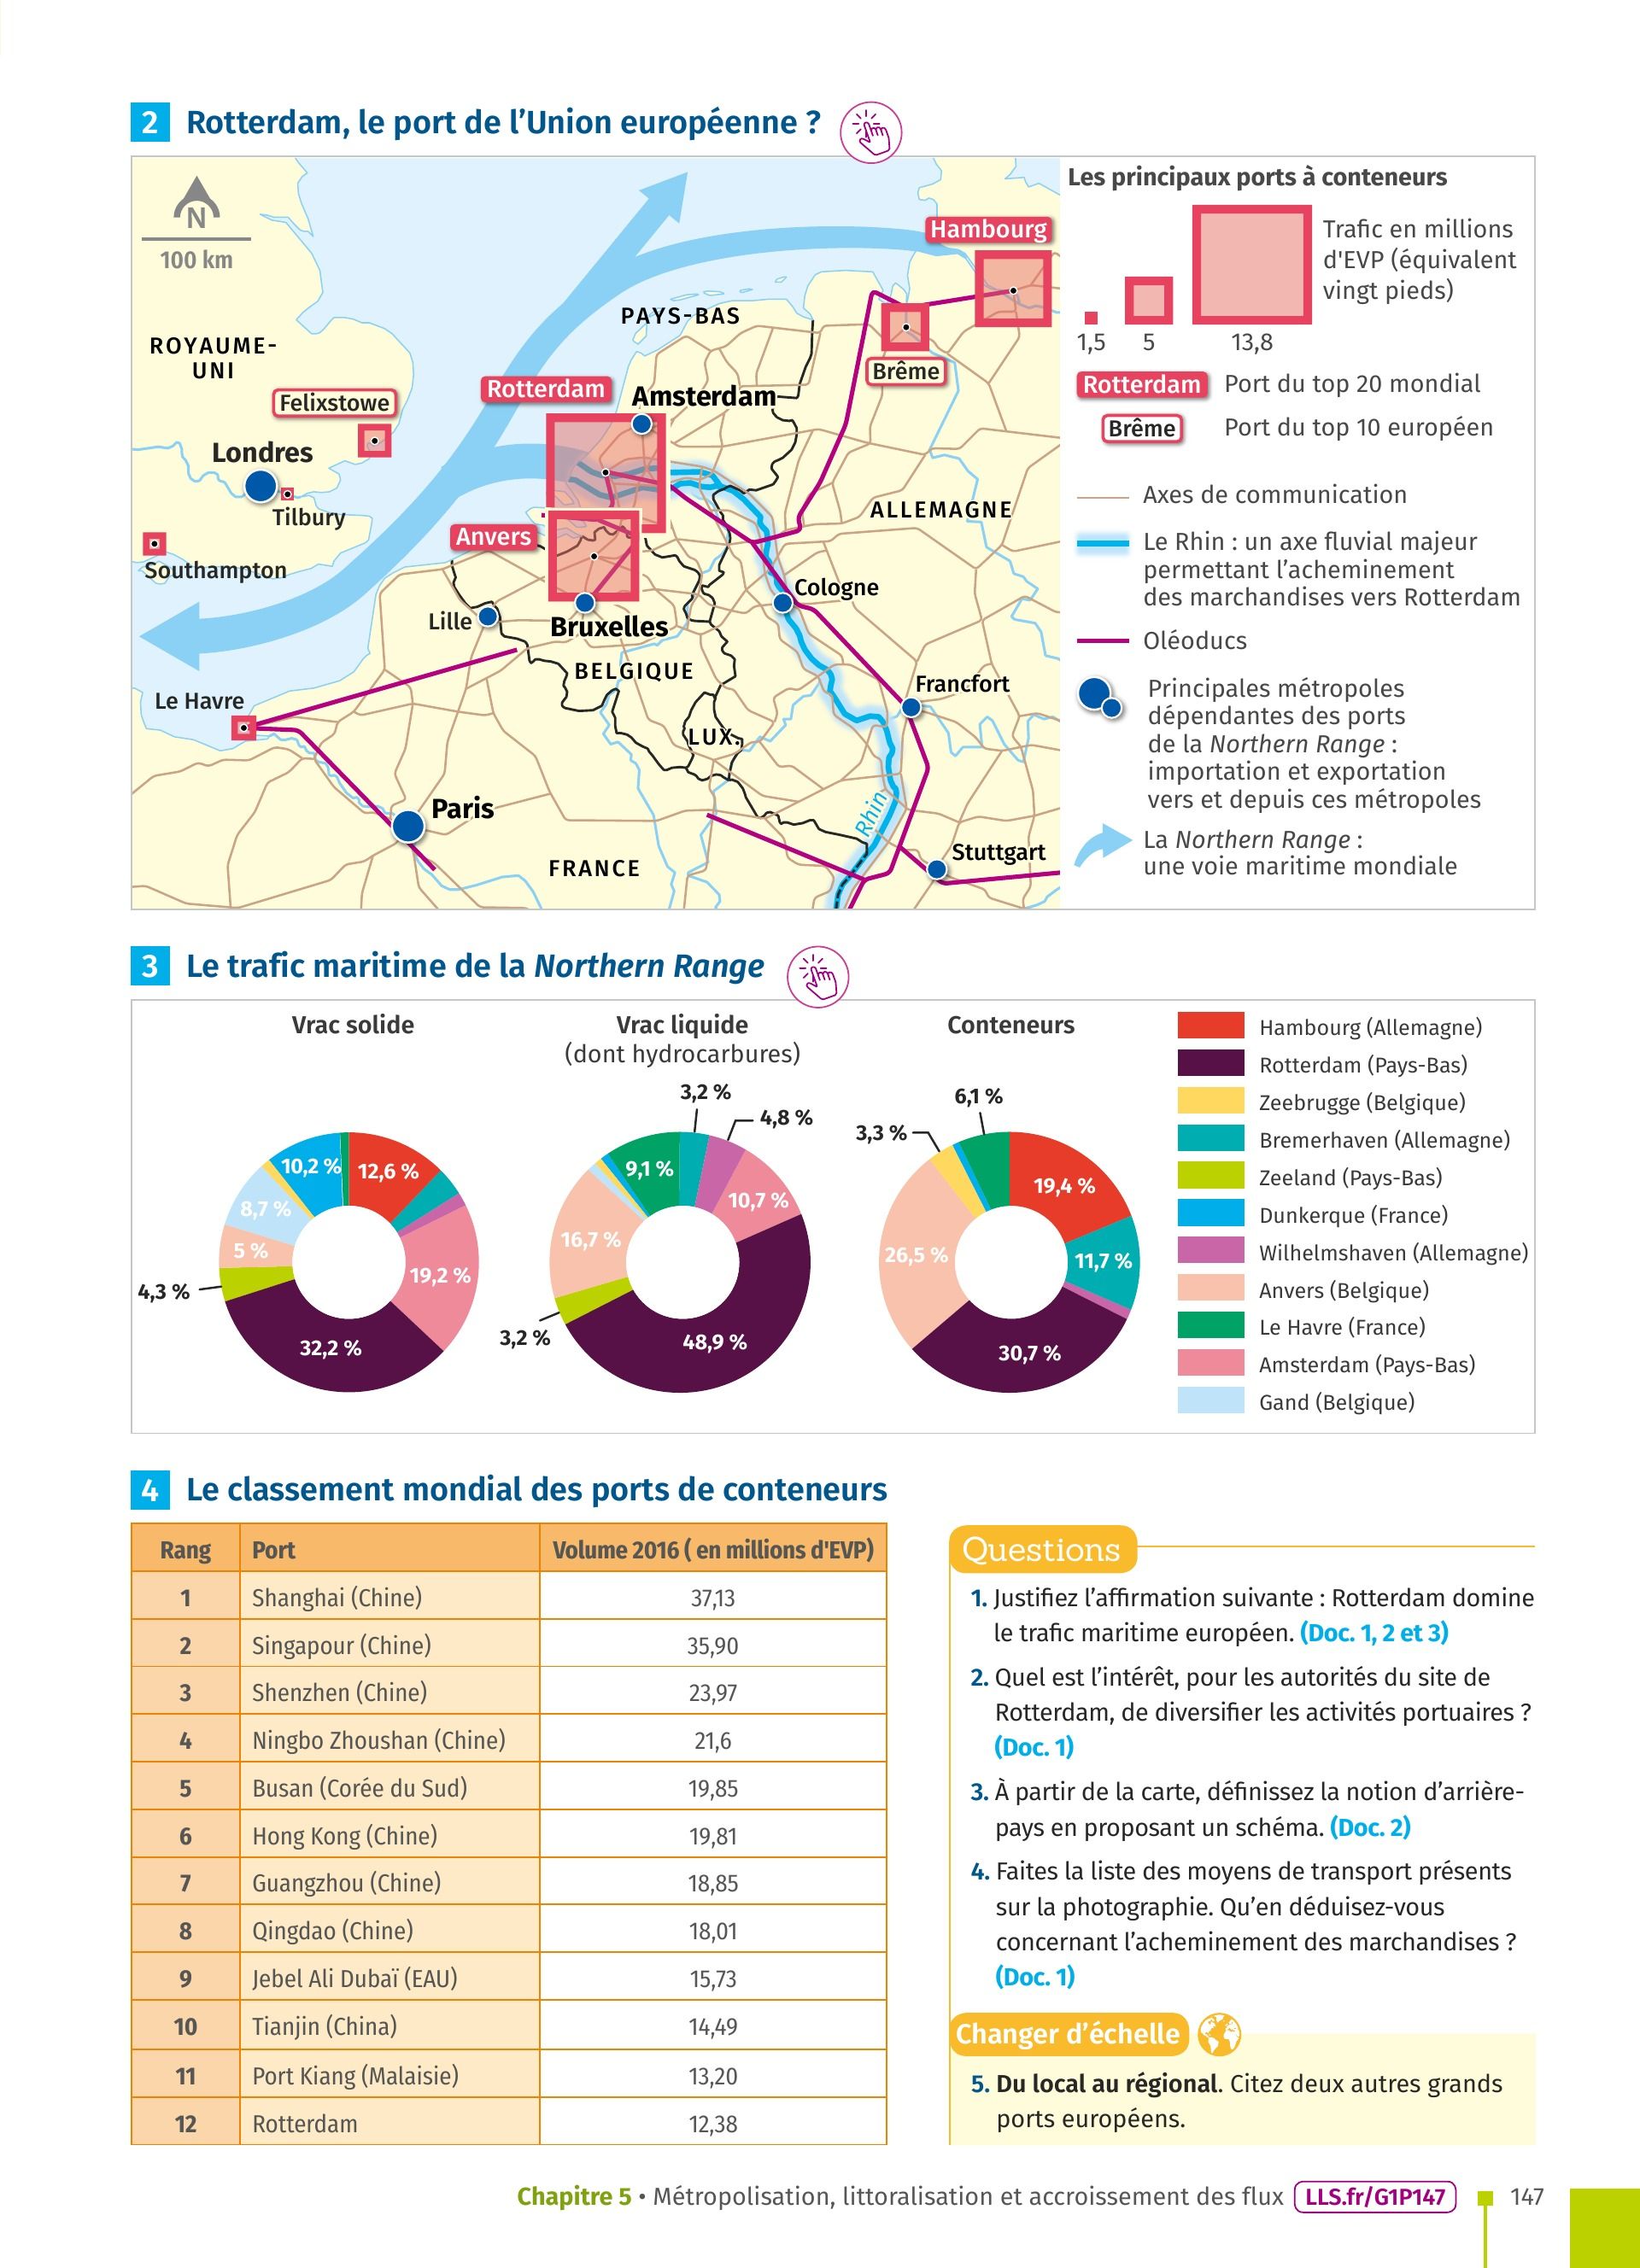 2 Rotterdam, le port de l'Union européenne ?
N
100 km
ROYAUME-
UNI
Felixstowe
Londres
Tilbury
Southampton
Le Havre
Paris
Lille
Rotterdam
Anvers
PAYS-BAS
Amsterdam
Bruxelles
BELGIQUE
LUX.
FRANCE
Hambourg
Brême
ALLEMAGNE
Cologne
Francfort
Rhin
Stuttgart
Les principaux ports à conteneurs
Trafic en millions
d'EVP (équivalent
vingt pieds)
1,5 5 13,8
Rotterdam Port du top 20 mondial
Brême Port du top 10 européen
Axes de communication
Le Rhin : un axe fluvial majeur
permettant l'acheminement
des marchandises vers Rotterdam
Oléoducs
Principales métropoles
dépendantes des ports
de la Northern Range :
importation et exportation
vers et depuis ces métropoles
La Northern Range :
une voie maritime mondiale
3 Le trafic maritime de la Northern Range
Vrac solide
10,2 %
12,6 %
8,7 %
5 %
19,2 %
4,3 %
32,2 %
Vrac liquide
(dont hydrocarbures)
3,2 %
4,8 %
9,1 %
10,7 %
16,7 %
3,2 %
48,9 %
Conteneurs
6,1 %
3,3 %
19,4 %
26,5 %
11,7 %
30,7 %
Hambourg (Allemagne)
Rotterdam (Pays-Bas)
Zeebrugge (Belgique)
Bremerhaven (Allemagne)
Zeeland (Pays-Bas)
Dunkerque (France)
Wilhelmshaven (Allemagne)
Anvers (Belgique)
Le Havre (France)
Amsterdam (Pays-Bas)
Gand (Belgique)
4 Le classement mondial des ports de conteneurs
Rang Port Volume 2016 ( en millions d'EVP)
1 Shanghai (Chine) 37,13
2 Singapour (Chine) 35,90
3 Shenzhen (Chine) 23,97
4 Ningbo Zhoushan (Chine) 21,6
5 Busan (Corée du Sud) 19,85
6 Hong Kong (Chine) 19,81
7 Guangzhou (Chine) 18,85
8 Qingdao (Chine) 18,01
9 Jebel Ali Dubaï (EAU) 15,73
10 Tianjin (China) 14,49
11 Port Kiang (Malaisie) 13,20
12 Rotterdam 12,38
Questions
1. Justifiez l'affirmation suivante : Rotterdam domine
le trafic maritime européen. (Doc. 1, 2 et 3)
2. Quel est l'intérêt, pour les autorités du site de
Rotterdam, de diversifier les activités portuaires ?
(Doc. 1)
3. À partir de la carte, définissez la notion d'arrière-
pays en proposant un schéma. (Doc. 2)
4. Faites la liste des moyens de transport présents
sur la photographie. Qu'en déduisez-vous
concernant l'acheminement des marchandises ?
(Doc. 1)
Changer d'échelle
5. Du local au régional. Citez deux autres grands
ports européens.
Chapitre 5 • Métropolisation, littoralisation et accroissement des flux LLS.fr/G1P147 147